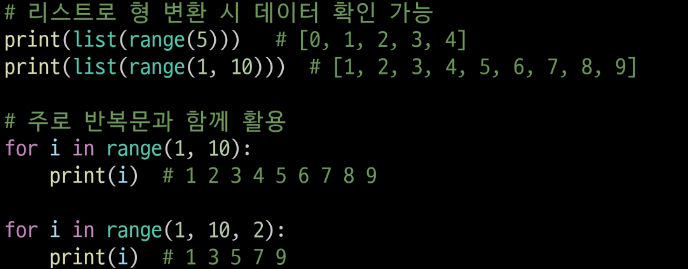 # 리스트로 형 변환 시 데이터 확인 가능
print(list(range(5)))   # [0, 1, 2, 3, 4]
print(list(range(1, 10)))  # [1, 2, 3, 4, 5, 6, 7, 8, 9]

# 주로 반복문과 함께 활용
for i in range(1, 10):
    print(i)  # 1 2 3 4 5 6 7 8 9

for i in range(1, 10, 2):
    print(i)  # 1 3 5 7 9